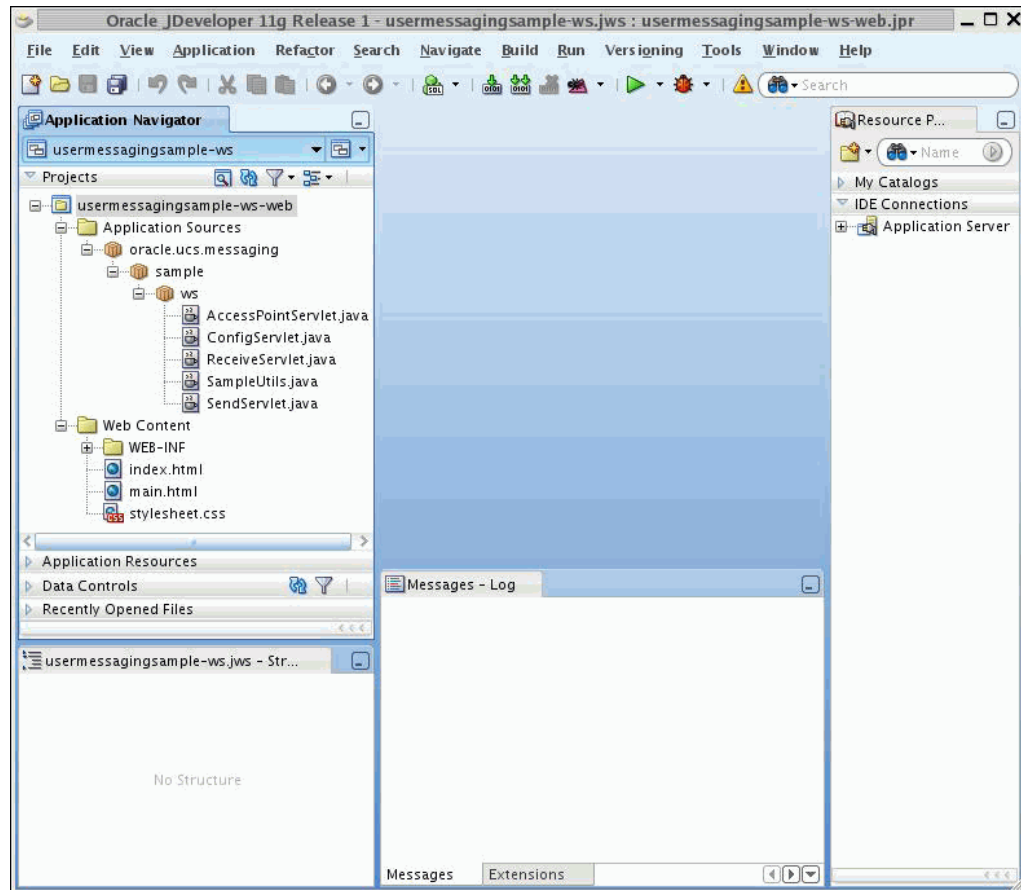 Oracle JDeveloper 11g Release 1 - usermessagingsample-ws.jws : usermessagingsample-ws-web.jpr
File Edit View Application Refactor Search Navigate Build Run Versioning Tools Window Help
Search
Application Navigator
usermessagingsample-ws
Projects
usermessagingsample-ws-web
Application Sources
oracle.ucs.messaging
sample
ws
AccessPointServlet.java
ConfigServlet.java
ReceiveServlet.java
SampleUtils.java
SendServlet.java
Web Content
WEB-INF
index.html
main.html
stylesheet.css
Application Resources
Data Controls
Recently Opened Files
usermessagingsample-ws.jws - Str...
No Structure
Messages - Log
Messages Extensions
Resource P...
Name
My Catalogs
IDE Connections
Application Server